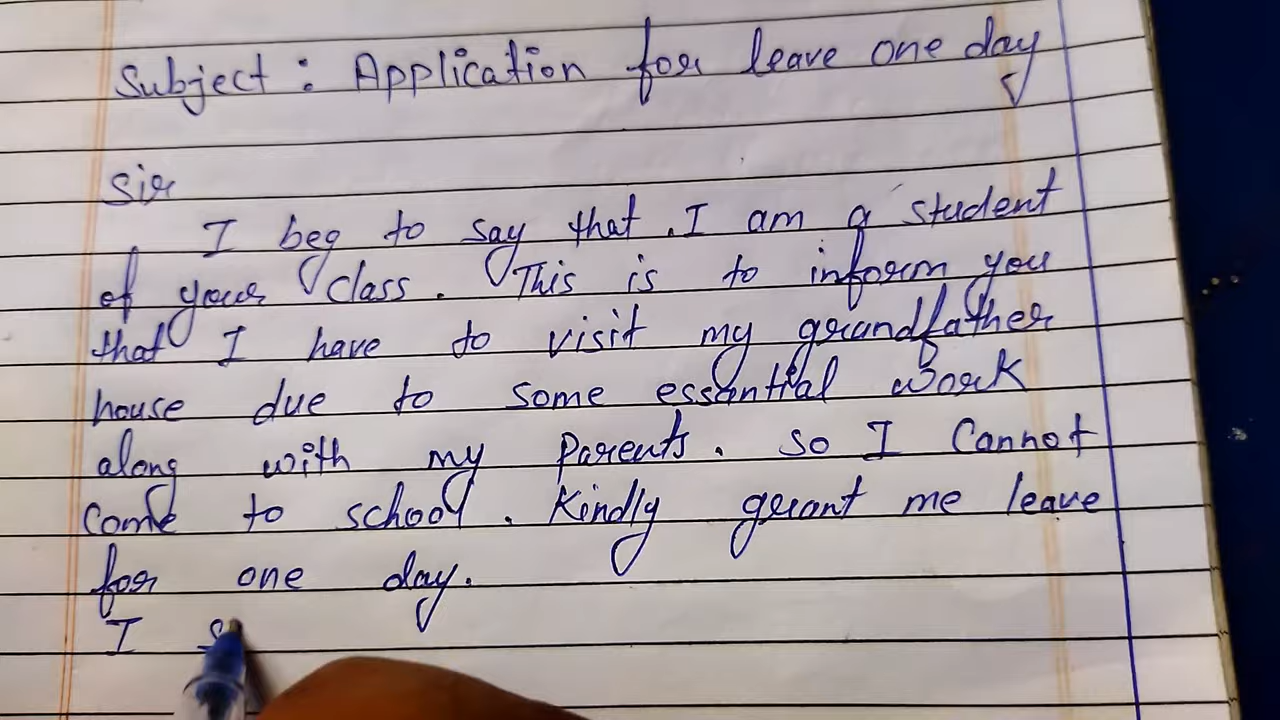 Subject : Application for leave one day
Sir
I beg to say that . I am a student
of your class . This is to inform you
that I have to visit my grandfather
house due to some essantial work
along with my Parents . So I Cannot
Come to school . Kindly grant me leave
for one day.
I S